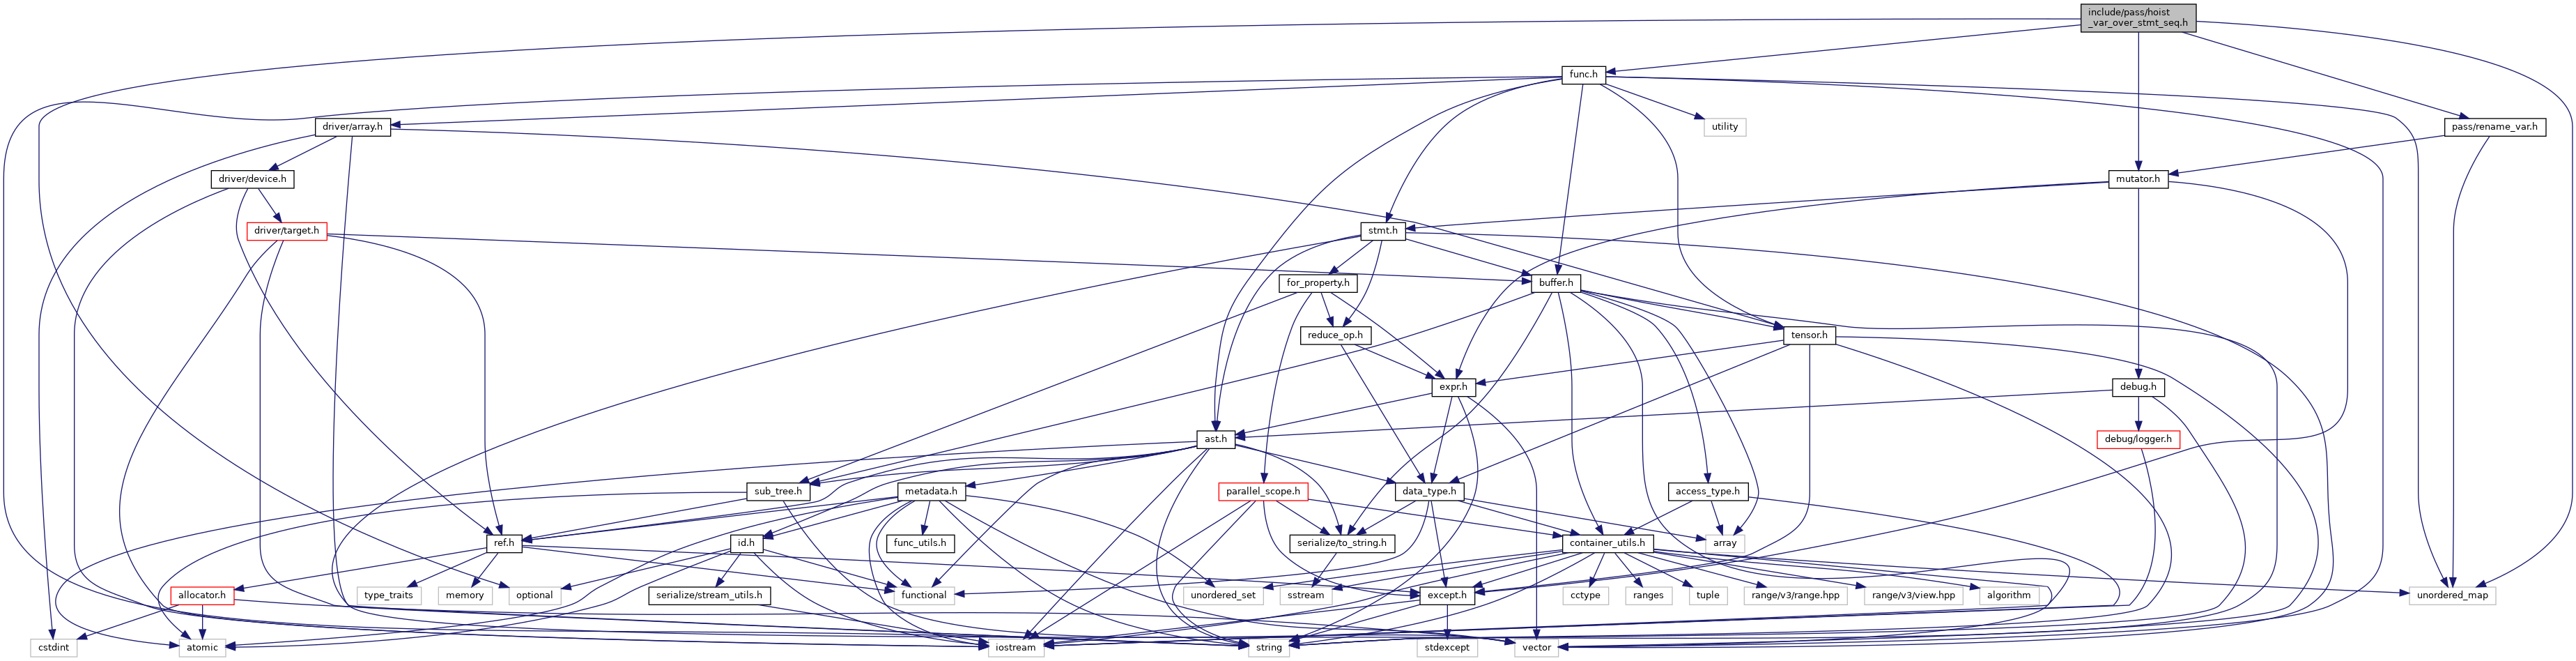 include/pass/hoist
_var_over_stmt_seq.h
func.h
driver/array.h
utility
pass/rename_var.h
driver/device.h
mutator.h
driver/target.h
stmt.h
for_property.h
buffer.h
reduce_op.h
tensor.h
expr.h
debug.h
ast.h
debug/logger.h
sub_tree.h
metadata.h
parallel_scope.h
data_type.h
access_type.h
ref.h
id.h
func_utils.h
serialize/to_string.h
container_utils.h
array
allocator.h
type_traits
memory
optional
serialize/stream_utils.h
functional
unordered_set
sstream
except.h
cctype
ranges
tuple
range/v3/range.hpp
range/v3/view.hpp
algorithm
unordered_map
cstdint
atomic
iostream
string
stdexcept
vector